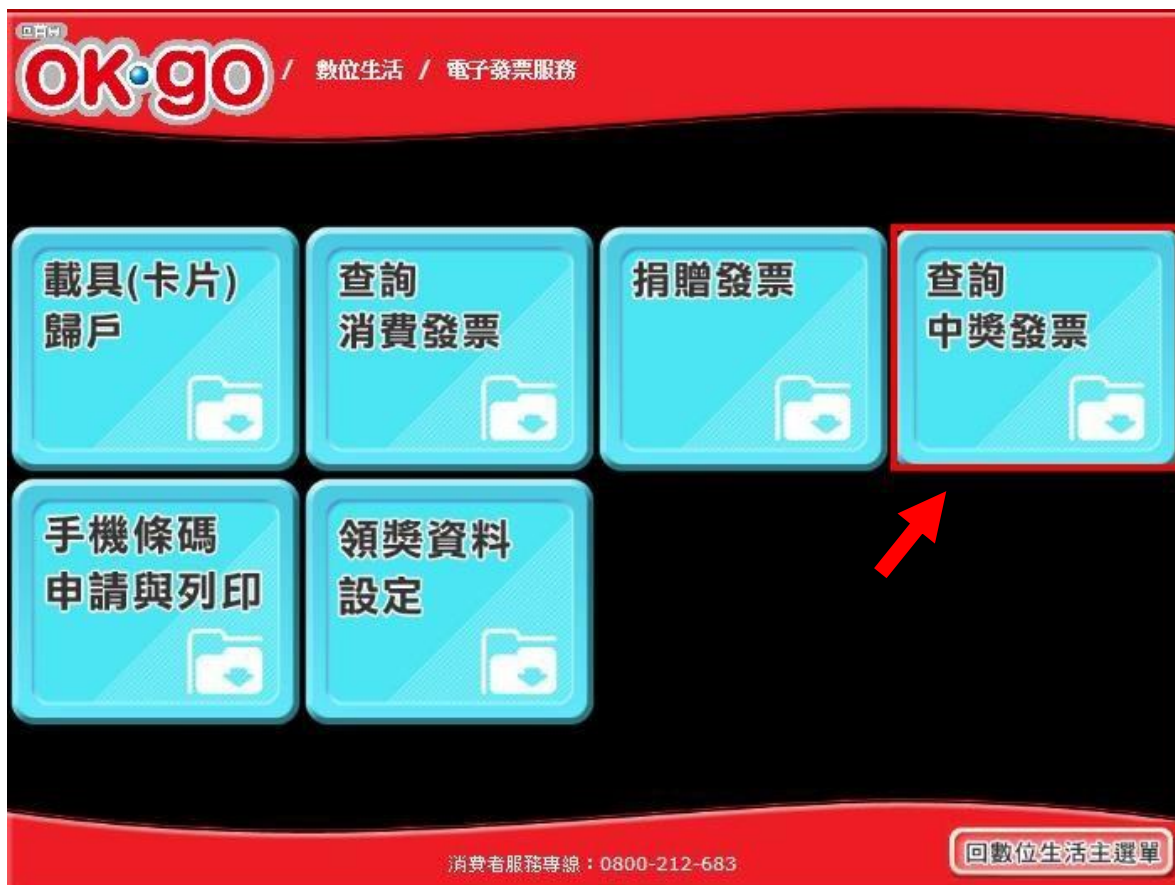 回首頁
OK•go / 數位生活 / 電子發票服務
載具(卡片)
歸戶
查詢
消費發票
捐贈發票
查詢
中獎發票
手機條碼
申請與列印
領獎資料
設定
消費者服務專線：0800-212-683
回數位生活主選單